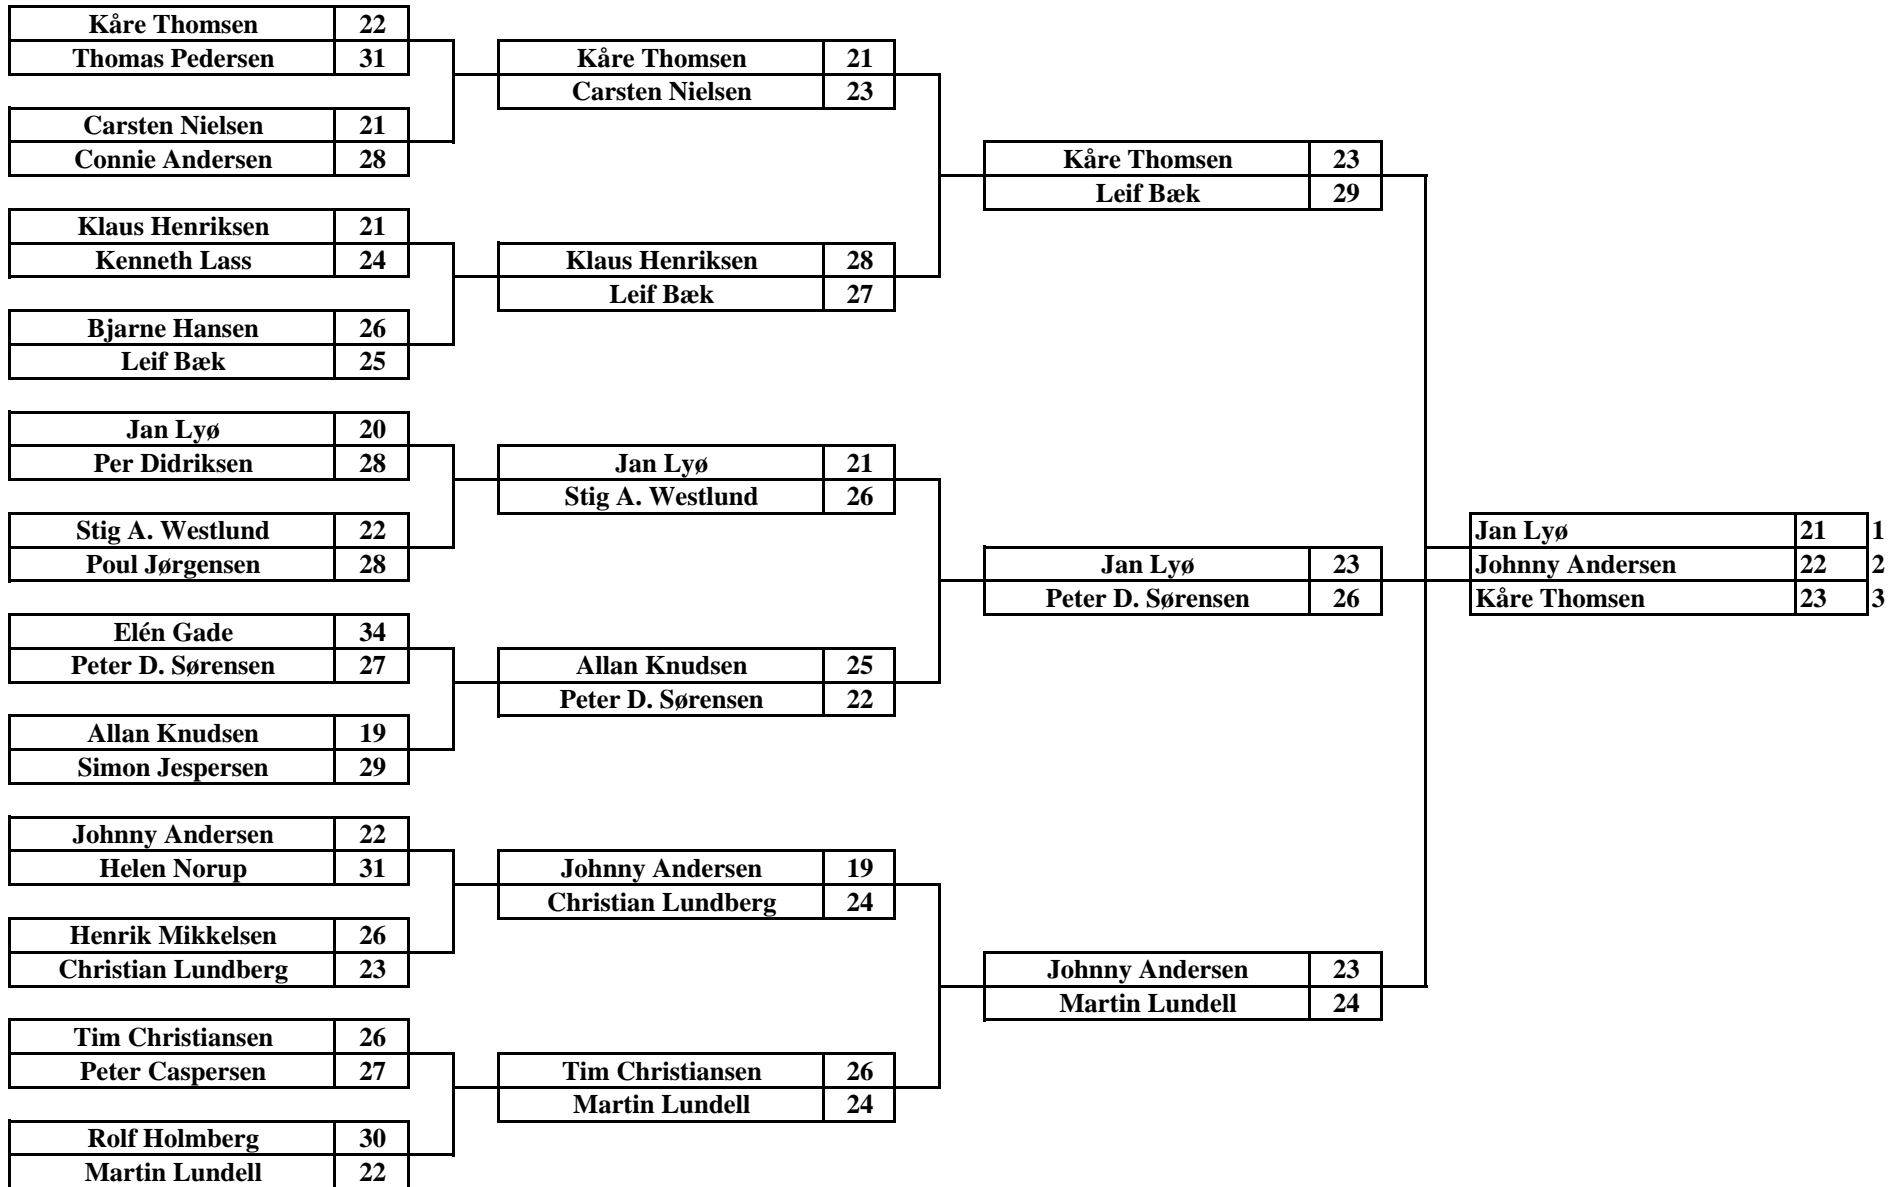 Kåre Thomsen 22
Thomas Pedersen 31
Carsten Nielsen 21
Connie Andersen 28
Klaus Henriksen 21
Kenneth Lass 24
Bjarne Hansen 26
Leif Bæk 25
Jan Lyø 20
Per Didriksen 28
Stig A. Westlund 22
Poul Jørgensen 28
Elén Gade 34
Peter D. Sørensen 27
Allan Knudsen 19
Simon Jespersen 29
Johnny Andersen 22
Helen Norup 31
Henrik Mikkelsen 26
Christian Lundberg 23
Tim Christiansen 26
Peter Caspersen 27
Rolf Holmberg 30
Martin Lundell 22
Kåre Thomsen 21
Carsten Nielsen 23
Klaus Henriksen 28
Leif Bæk 27
Jan Lyø 21
Stig A. Westlund 26
Allan Knudsen 25
Peter D. Sørensen 22
Johnny Andersen 19
Christian Lundberg 24
Tim Christiansen 26
Martin Lundell 24
Kåre Thomsen 23
Leif Bæk 29
Jan Lyø 23
Peter D. Sørensen 26
Johnny Andersen 23
Martin Lundell 24
Jan Lyø 21 1
Johnny Andersen 22 2
Kåre Thomsen 23 3